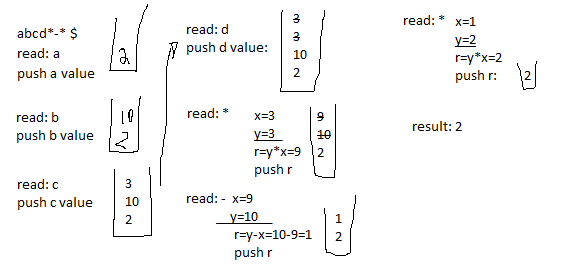 abcd*-* $
read: a
push a value
2
read: b
push b value
10
2
read: c
push c value
3
10
2
read: d
push d value:
3
3
10
2
read: *
x=3
y=3
r=y*x=9
push r
9
10
2
read: - x=9
y=10
r=y-x=10-9=1
push r
1
2
read: * x=1
y=2
r=y*x=2
push r:
2
result: 2